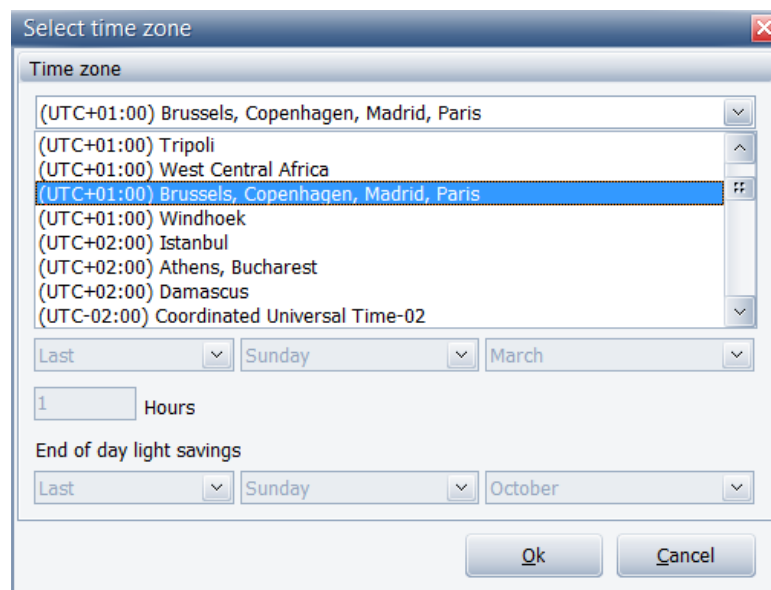 Select time zone
Time zone
(UTC+01:00) Brussels, Copenhagen, Madrid, Paris
(UTC+01:00) Tripoli
(UTC+01:00) West Central Africa
(UTC+01:00) Brussels, Copenhagen, Madrid, Paris
(UTC+01:00) Windhoek
(UTC+02:00) Istanbul
(UTC+02:00) Athens, Bucharest
(UTC+02:00) Damascus
(UTC-02:00) Coordinated Universal Time-02
Last Sunday March
1 Hours
End of day light savings
Last Sunday October
Ok Cancel